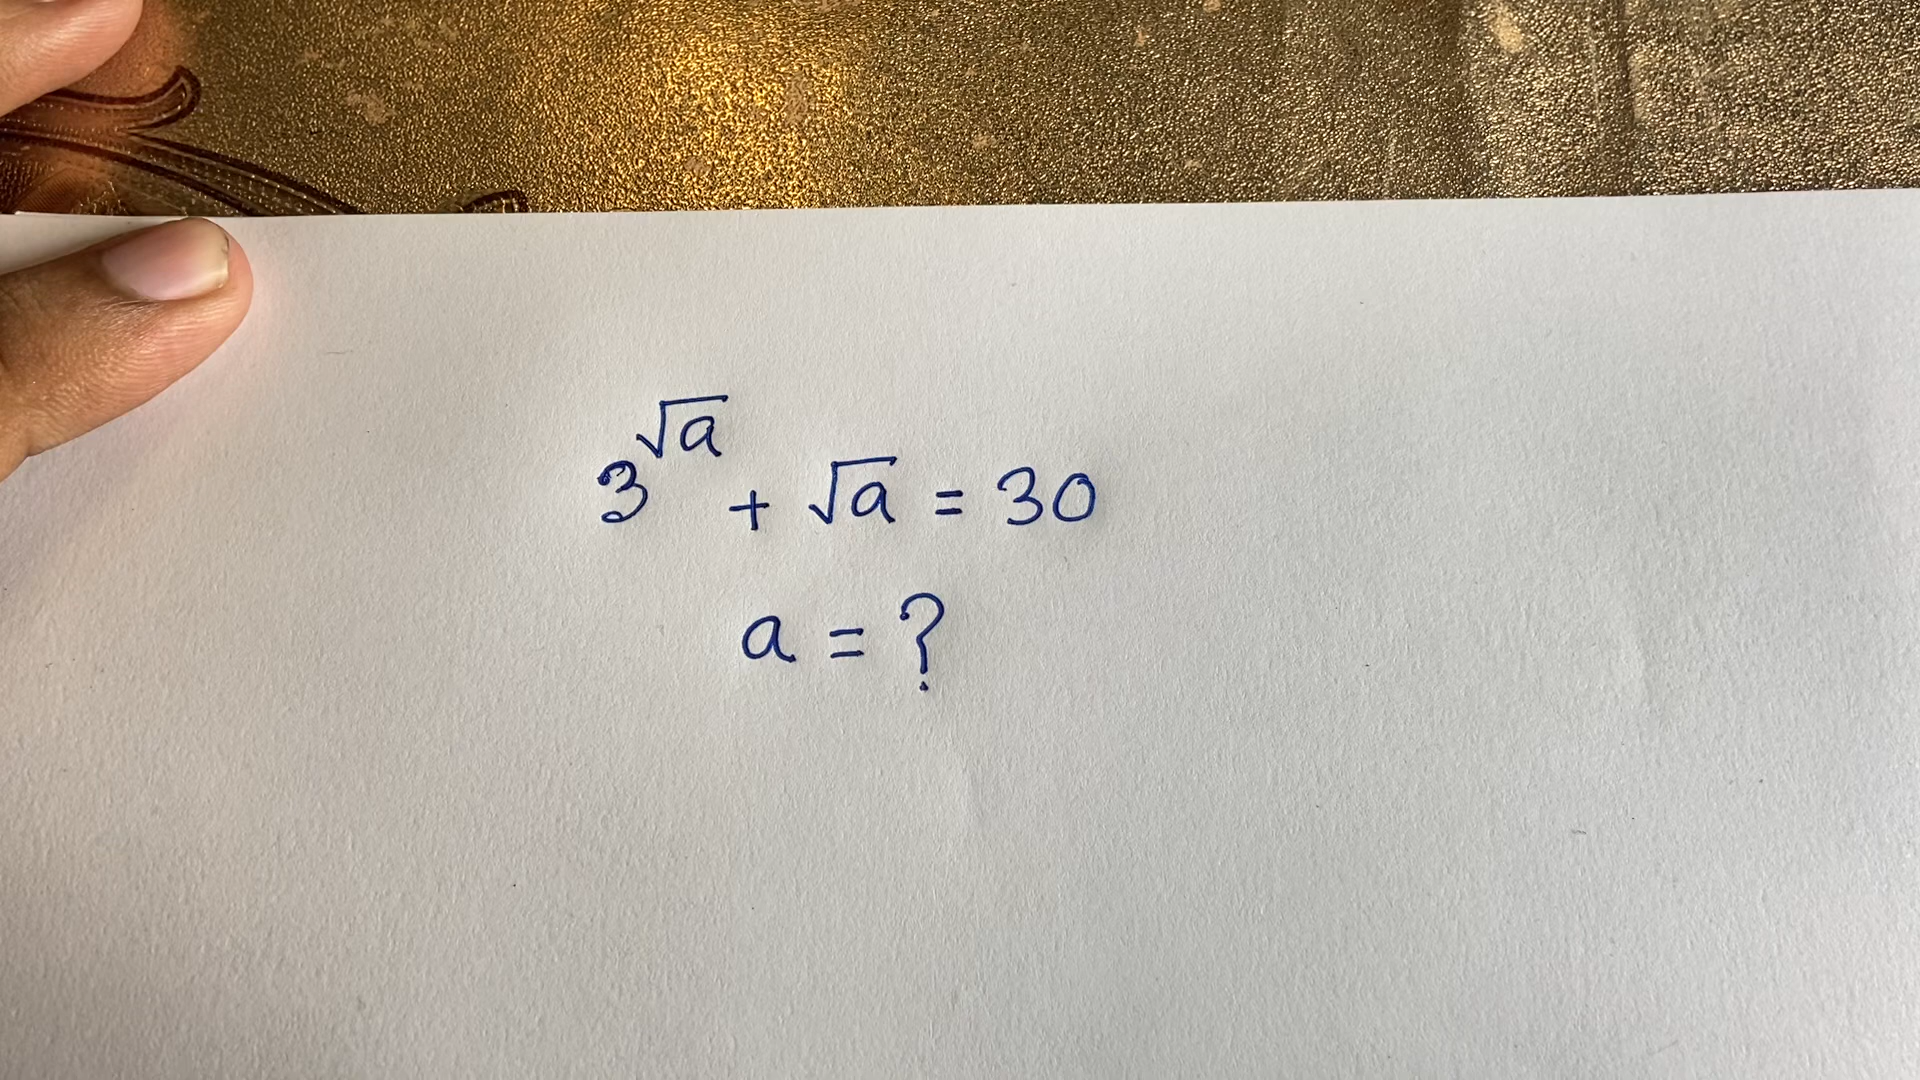 3^√a + √a = 30
a = ?